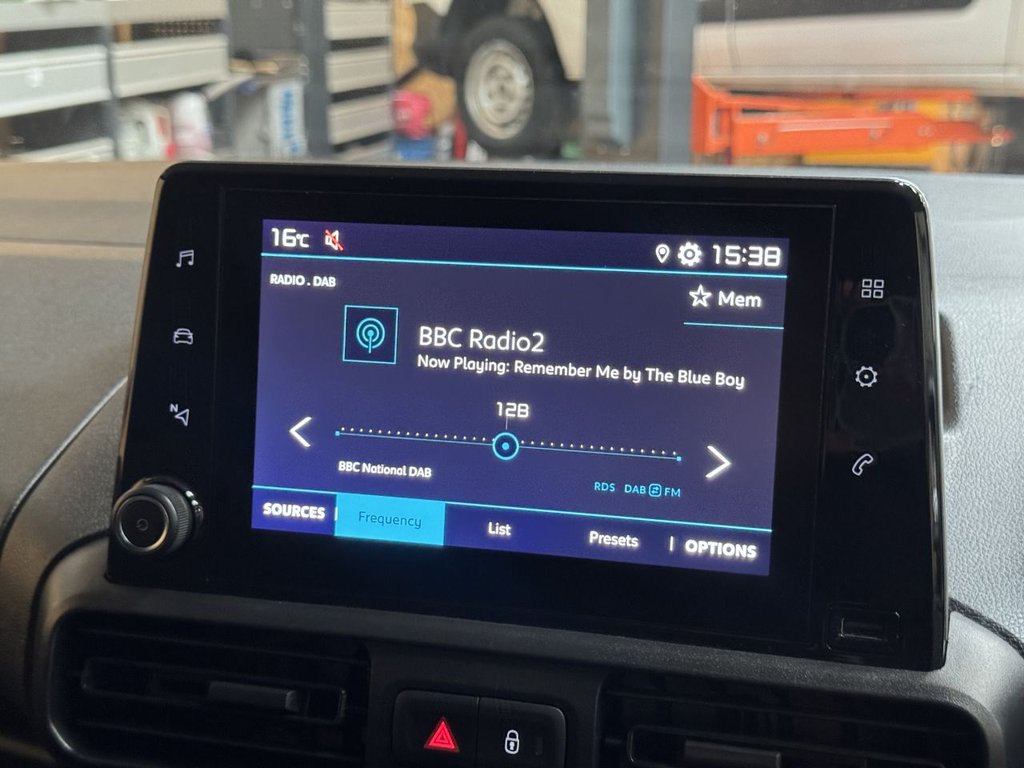 16°C 15:38
RADIO . DAB
Mem
BBC Radio2
Now Playing: Remember Me by The Blue Boy
12B
BBC National DAB
RDS DAB FM
SOURCES Frequency List Presets OPTIONS
N